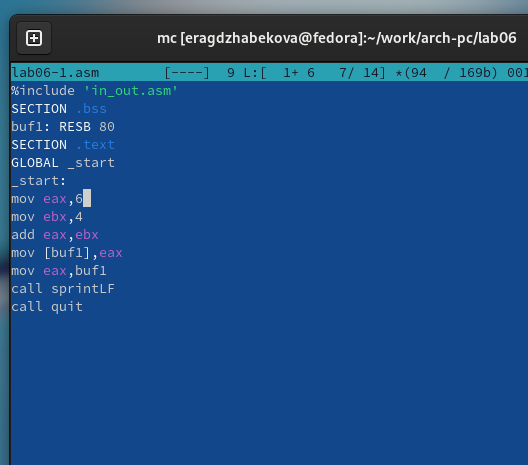 mc [eragdzhabekova@fedora]:~/work/arch-pc/lab06
lab06-1.asm [----] 9 L:[ 1+ 6 7/ 14] *(94 / 169b) 001
%include 'in_out.asm'
SECTION .bss
buf1: RESB 80
SECTION .text
GLOBAL _start
_start:
mov eax,6
mov ebx,4
add eax,ebx
mov [buf1],eax
mov eax,buf1
call sprintLF
call quit